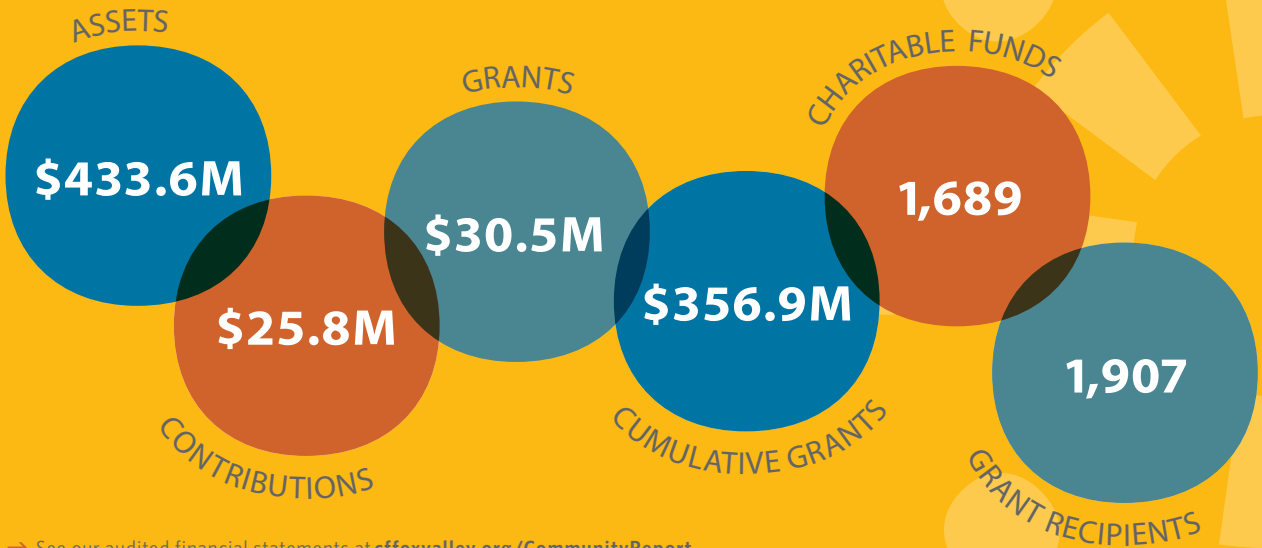 ASSETS
$433.6M
$25.8M
CONTRIBUTIONS
GRANTS
$30.5M
$356.9M
CUMULATIVE GRANTS
CHARITABLE FUNDS
1,689
1,907
GRANT RECIPIENTS
→ See our audited financial statements at cffoxvalley.org/CommunityReport